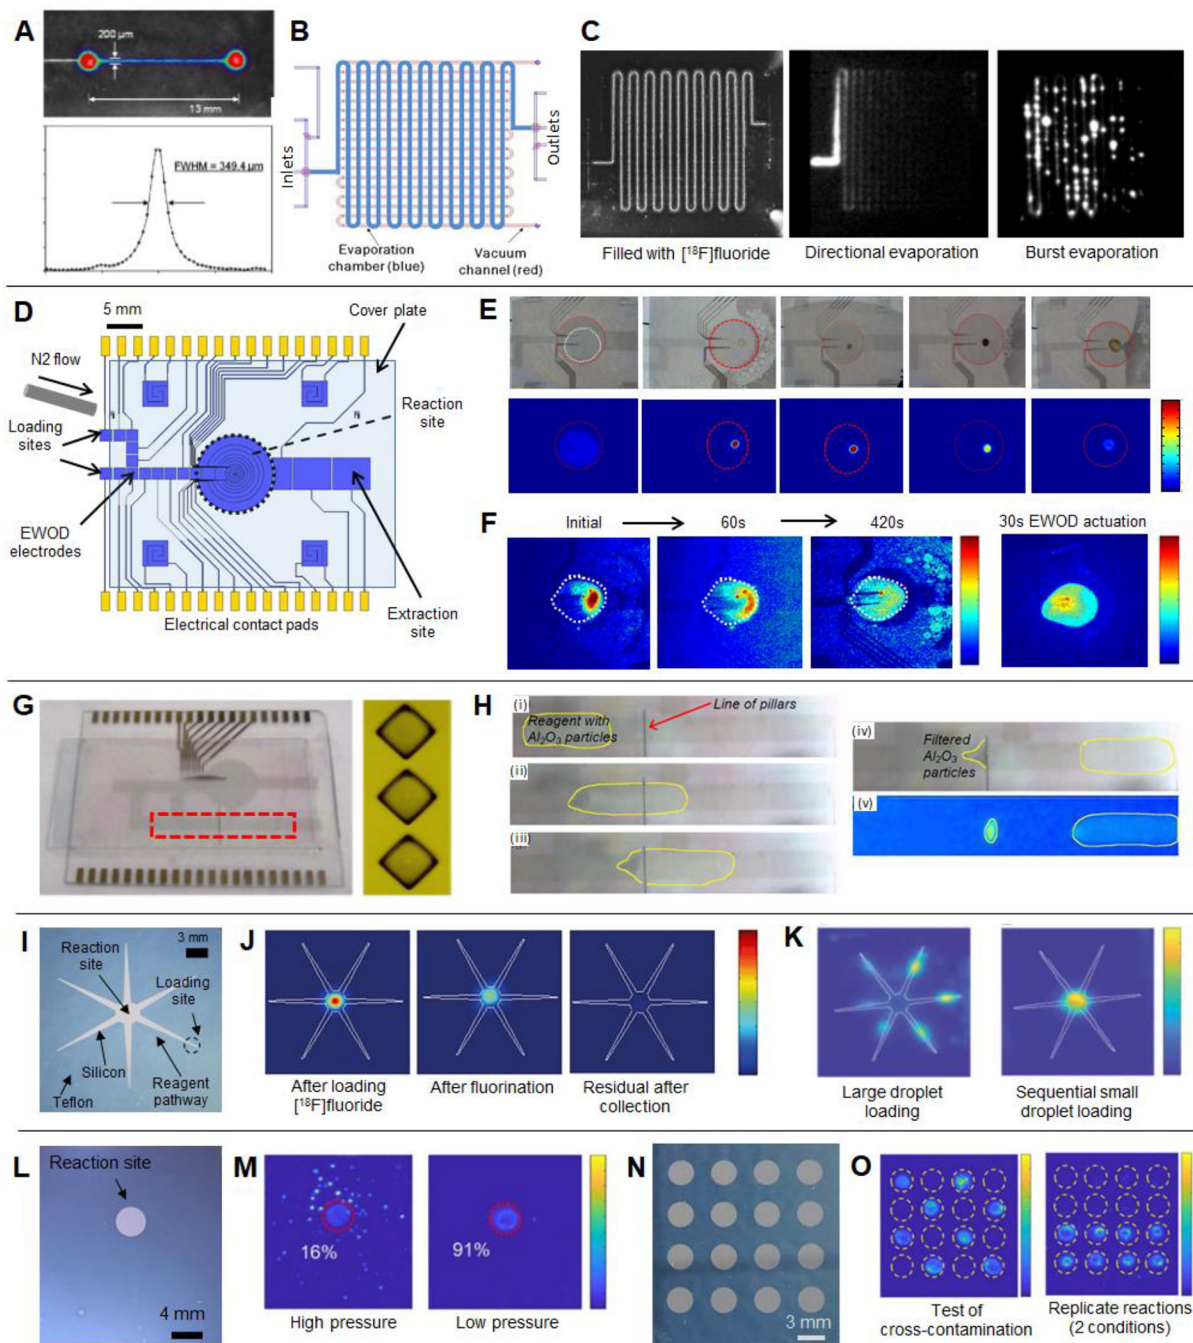 A
200 µm
13 mm
FWHM = 349.4 µm
B
Inlets
Outlets
Evaporation
chamber (blue)
Vacuum
channel (red)
C
Filled with [18F]fluoride
Directional evaporation
Burst evaporation
D
5 mm
Cover plate
N2 flow
Reaction
site
Loading
sites
EWOD
electrodes
Extraction
site
Electrical contact pads
E
F
Initial
60s
420s
30s EWOD actuation
G
H
(i)
Reagent with
Al2O3 particles
Line of pillars
(ii)
(iii)
(iv)
Filtered
Al2O3
particles
(v)
I
3 mm
Reaction
site
Loading
site
Silicon
Teflon
Reagent
pathway
J
After loading
[18F]fluoride
After fluorination
Residual after
collection
K
Large droplet
loading
Sequential small
droplet loading
L
Reaction site
4 mm
M
16%
High pressure
91%
Low pressure
N
3 mm
O
Test of
cross-contamination
Replicate reactions
(2 conditions)